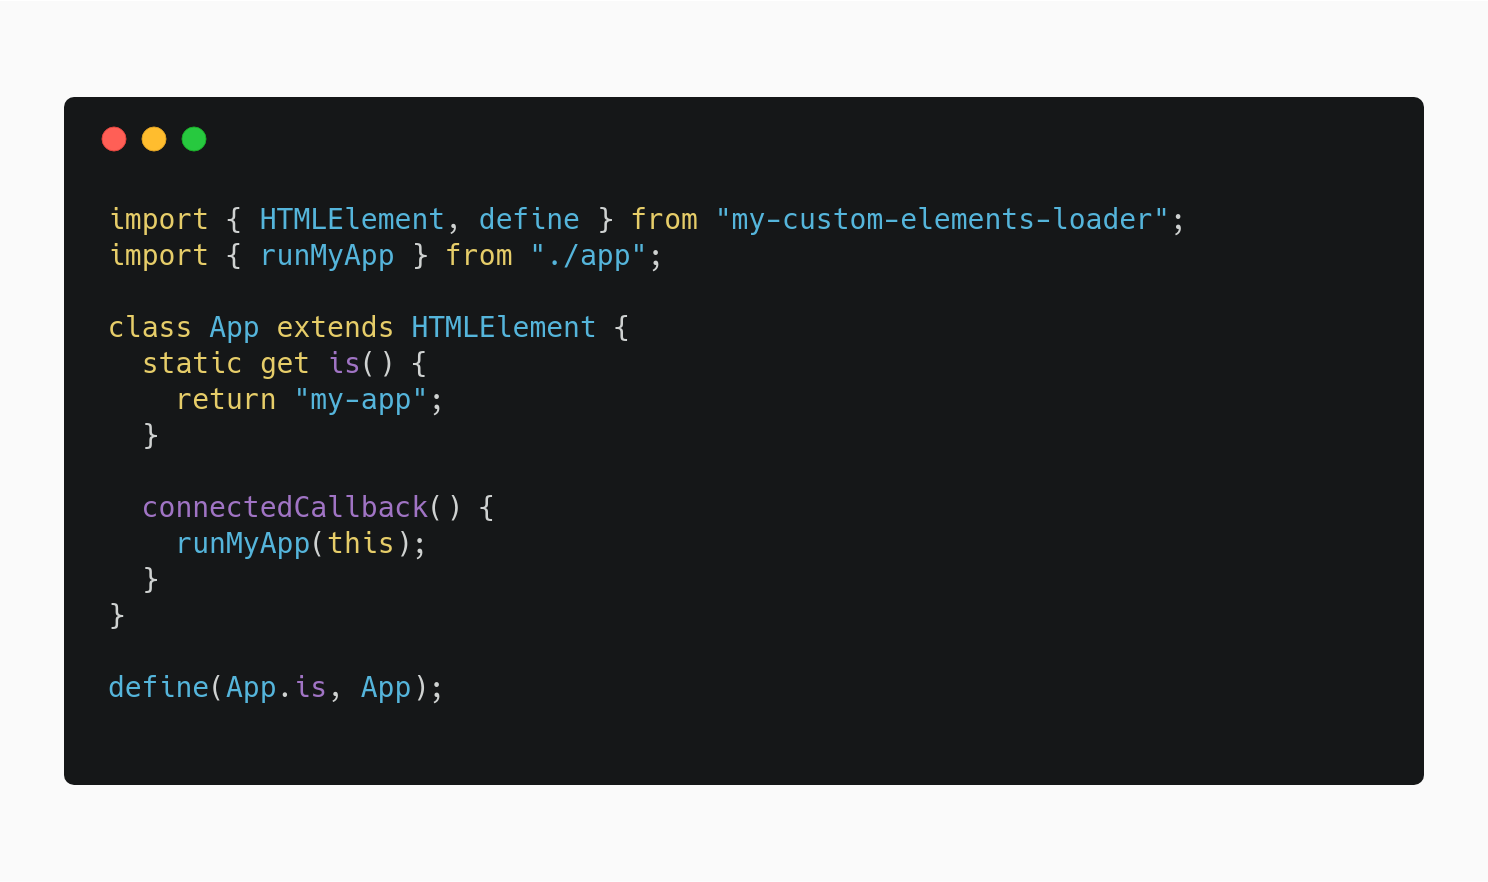 import { HTMLElement, define } from "my-custom-elements-loader";
import { runMyApp } from "./app";

class App extends HTMLElement {
  static get is() {
    return "my-app";
  }

  connectedCallback() {
    runMyApp(this);
  }
}

define(App.is, App);